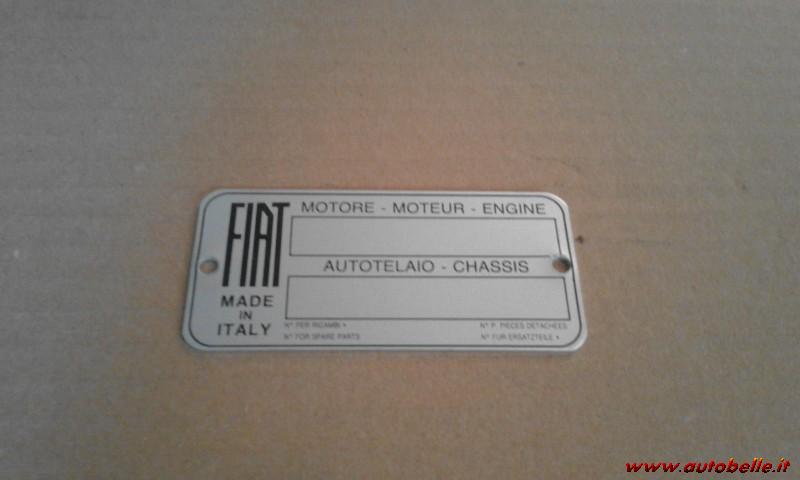 FIAT
MADE
IN
ITALY
MOTORE - MOTEUR - ENGINE
AUTOTELAIO - CHASSIS
N° PER RICAMBI
N° P. PIECES DETACHEES
N° FOR SPARE PARTS
N° FUR ERSATZTEILE
www.autobelle.it